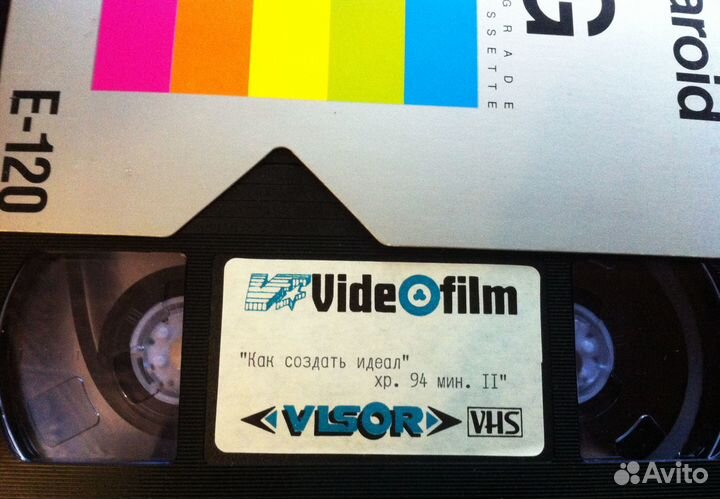 E-120
G
GRADE
SSETTE
aroid
VideOfilm
"Как создать идеал"
хр. 94 мин. II"
VISOR VHS
Avito